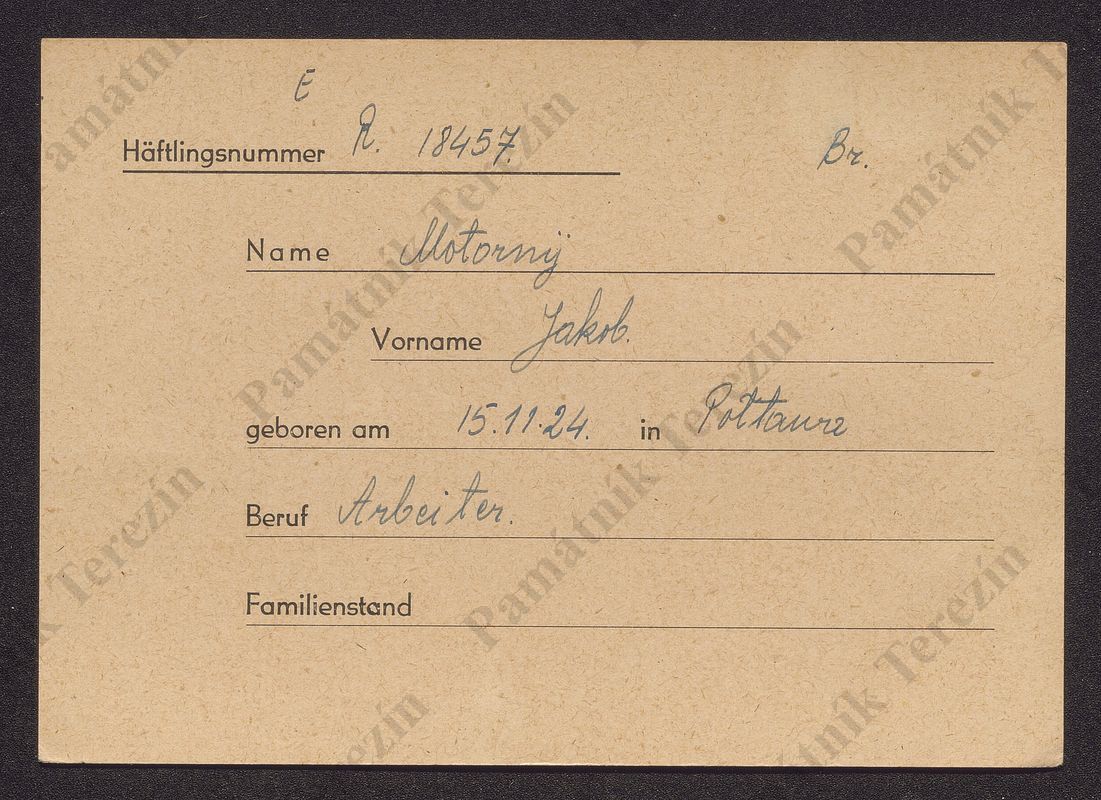 E
Häftlingsnummer R. 18457. Br.
Name Motornij
Vorname Jakob.
geboren am 15.11.24. in Poltawa
Beruf Arbeiter.
Familienstand
Památník Terezín